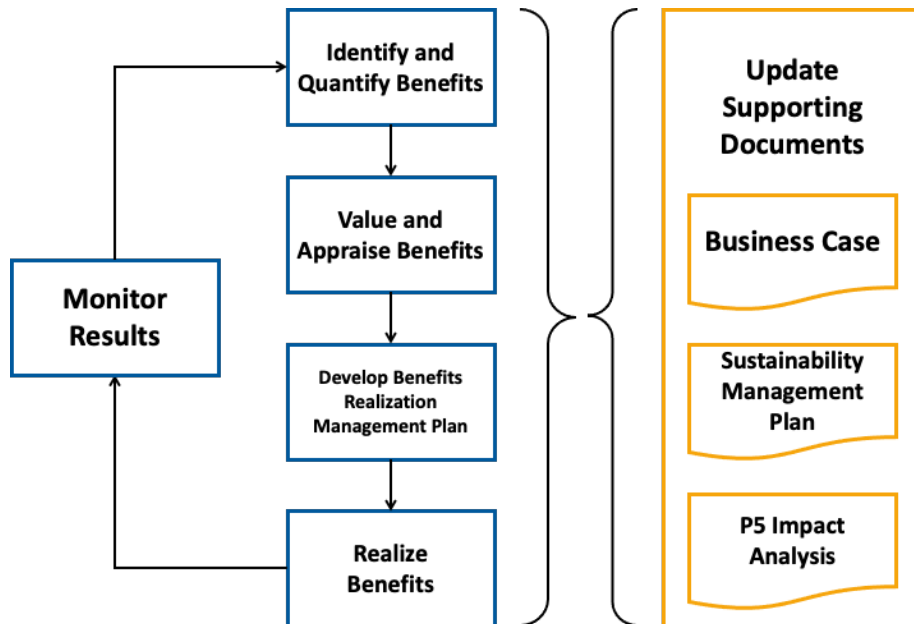 Identify and
Quantify Benefits
Value and
Appraise Benefits
Monitor
Results
Develop Benefits
Realization
Management Plan
Realize
Benefits
Update
Supporting
Documents
Business Case
Sustainability
Management
Plan
P5 Impact
Analysis